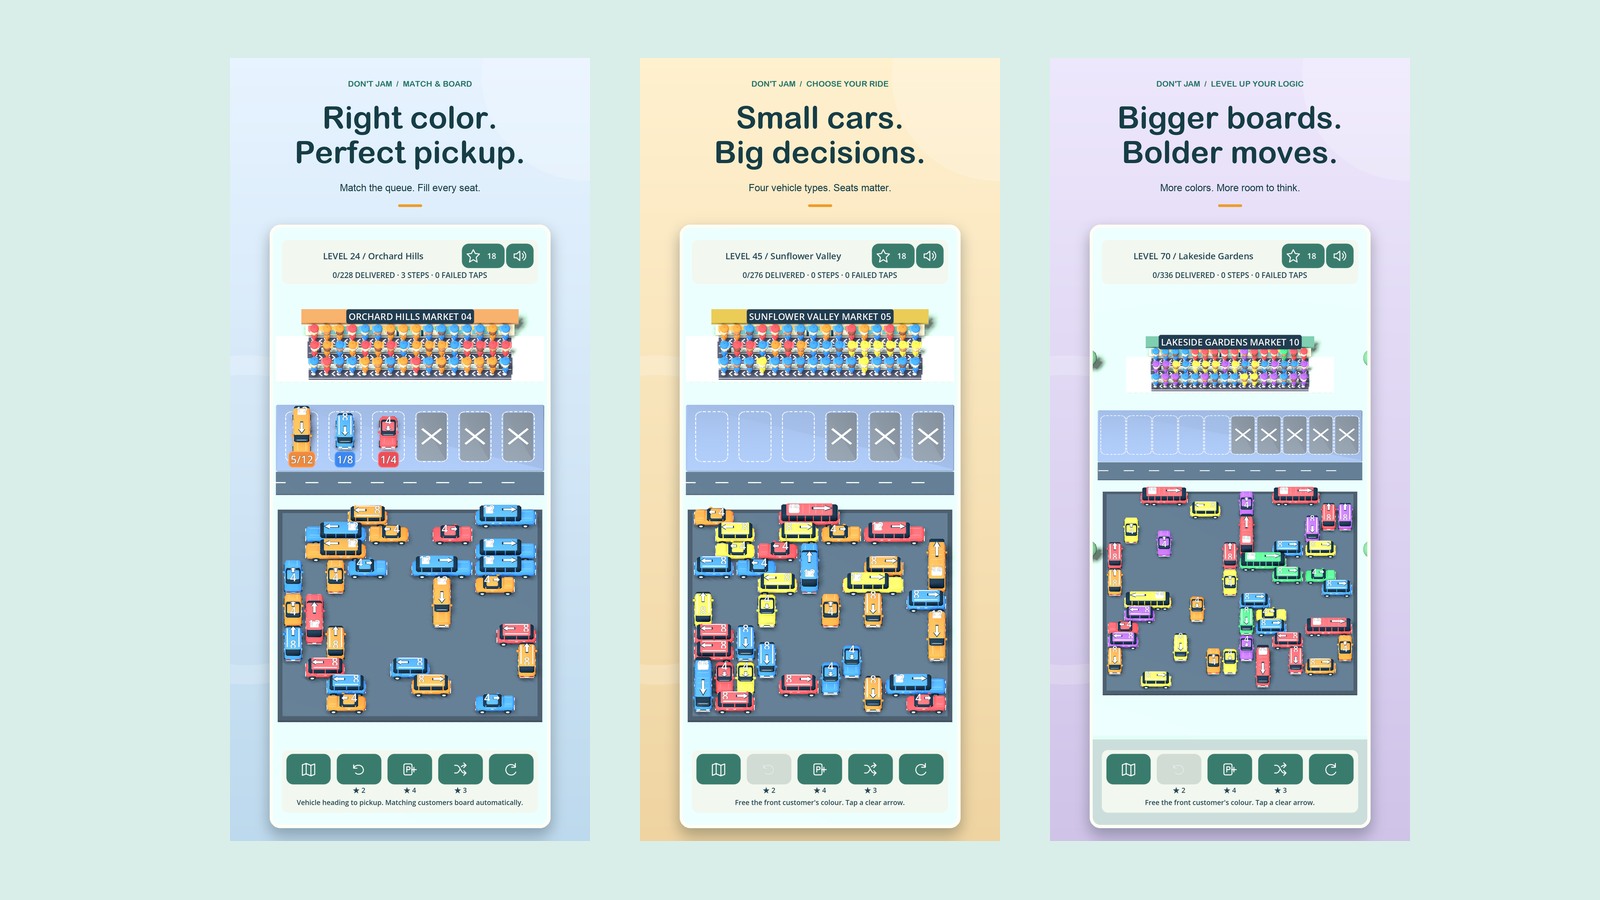 DON'T JAM / MATCH & BOARD
Right color.
Perfect pickup.
Match the queue. Fill every seat.
LEVEL 24 / Orchard Hills
18
0/228 DELIVERED · 3 STEPS · 0 FAILED TAPS
ORCHARD HILLS MARKET 04
5/12
1/8
1/4
★ 2
★ 4
★ 3
Vehicle heading to pickup. Matching customers board automatically.
DON'T JAM / CHOOSE YOUR RIDE
Small cars.
Big decisions.
Four vehicle types. Seats matter.
LEVEL 45 / Sunflower Valley
18
0/276 DELIVERED · 0 STEPS · 0 FAILED TAPS
SUNFLOWER VALLEY MARKET 05
★ 2
★ 4
★ 3
Free the front customer's colour. Tap a clear arrow.
DON'T JAM / LEVEL UP YOUR LOGIC
Bigger boards.
Bolder moves.
More colors. More room to think.
LEVEL 70 / Lakeside Gardens
18
0/336 DELIVERED · 0 STEPS · 0 FAILED TAPS
LAKESIDE GARDENS MARKET 10
★ 2
★ 4
★ 3
Free the front customer's colour. Tap a clear arrow.